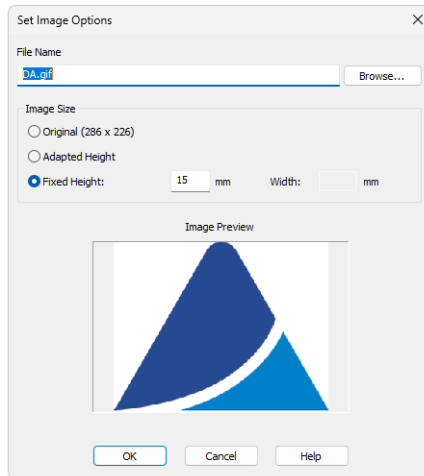 Set Image Options
File Name
DA.gif
Browse...
Image Size
Original (286 x 226)
Adapted Height
Fixed Height: 15 mm Width: mm
Image Preview
OK Cancel Help